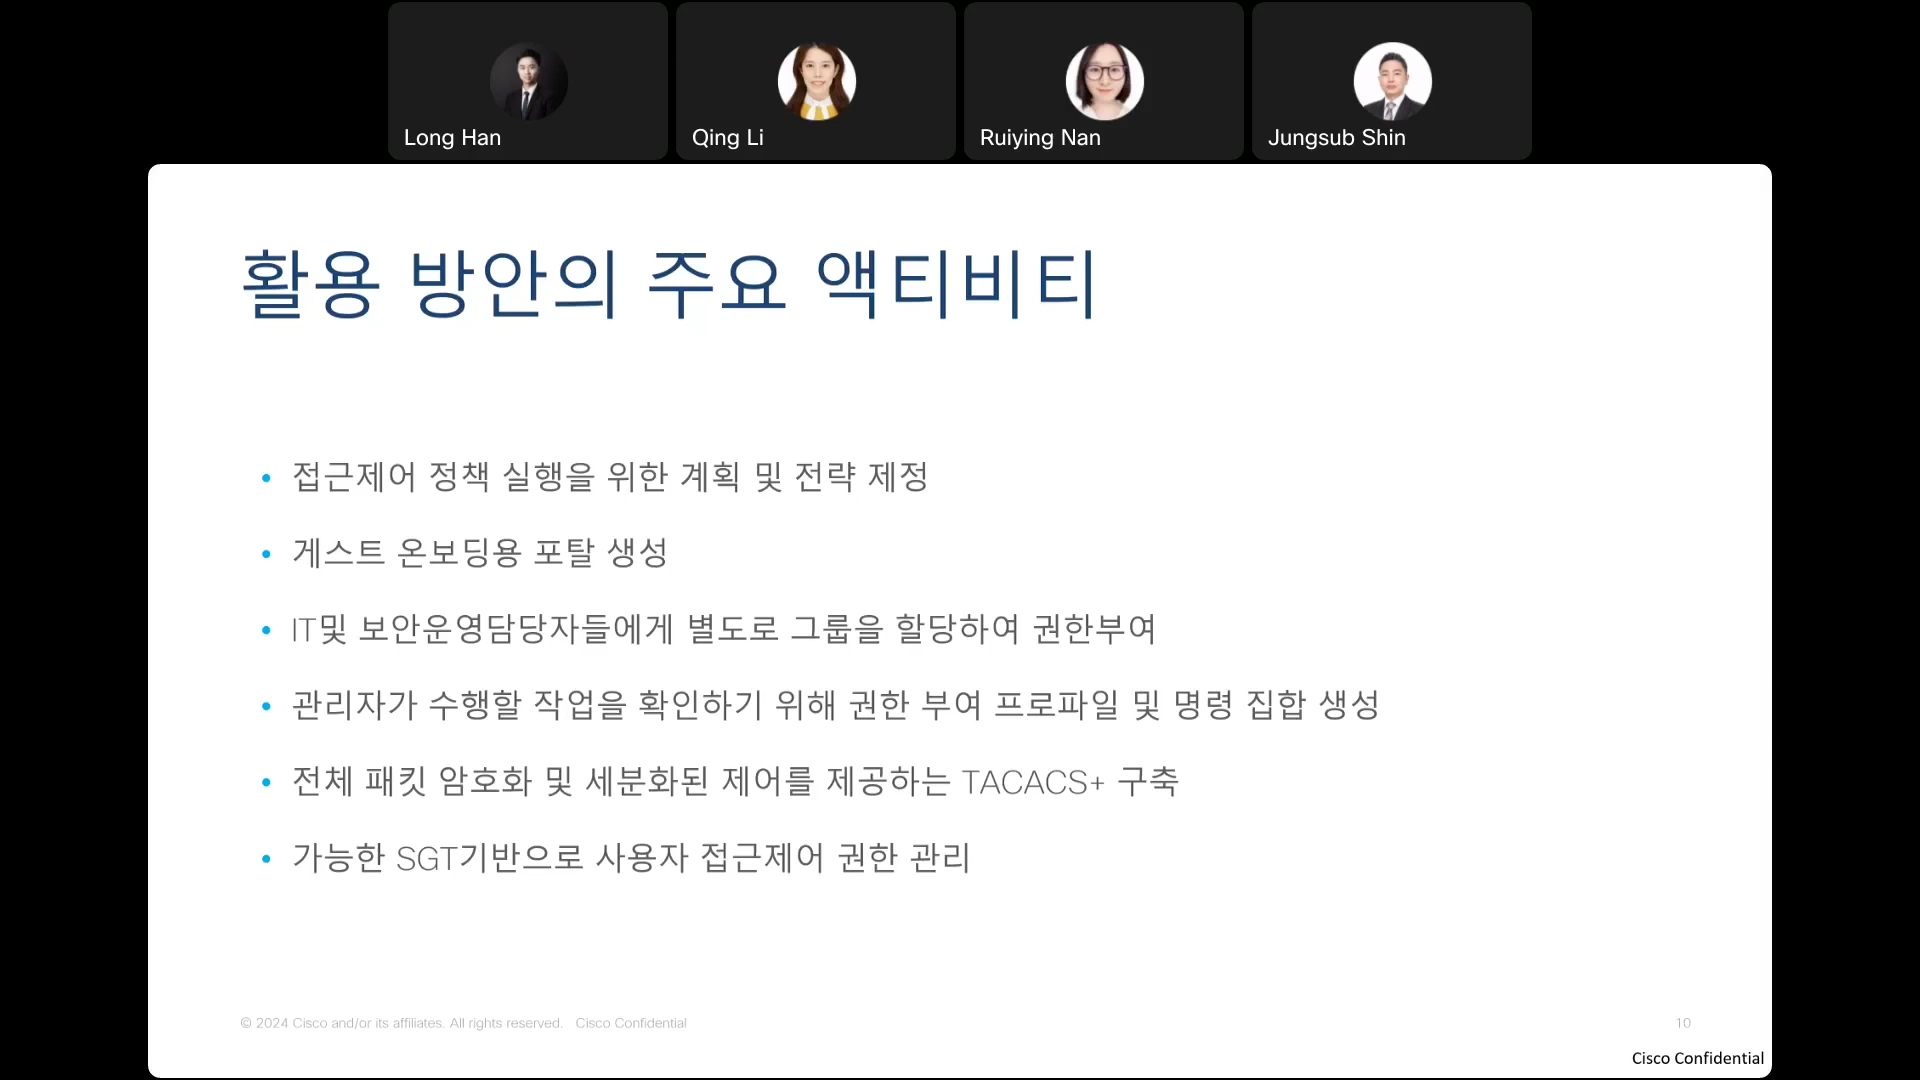 Long Han
Qing Li
Ruiying Nan
Jungsub Shin
활용 방안의 주요 액티비티
• 접근제어 정책 실행을 위한 계획 및 전략 제정
• 게스트 온보딩용 포탈 생성
• IT및 보안운영담당자들에게 별도로 그룹을 할당하여 권한부여
• 관리자가 수행할 작업을 확인하기 위해 권한 부여 프로파일 및 명령 집합 생성
• 전체 패킷 암호화 및 세분화된 제어를 제공하는 TACACS+ 구축
• 가능한 SGT기반으로 사용자 접근제어 권한 관리
© 2024 Cisco and/or its affiliates. All rights reserved. Cisco Confidential
10
Cisco Confidential